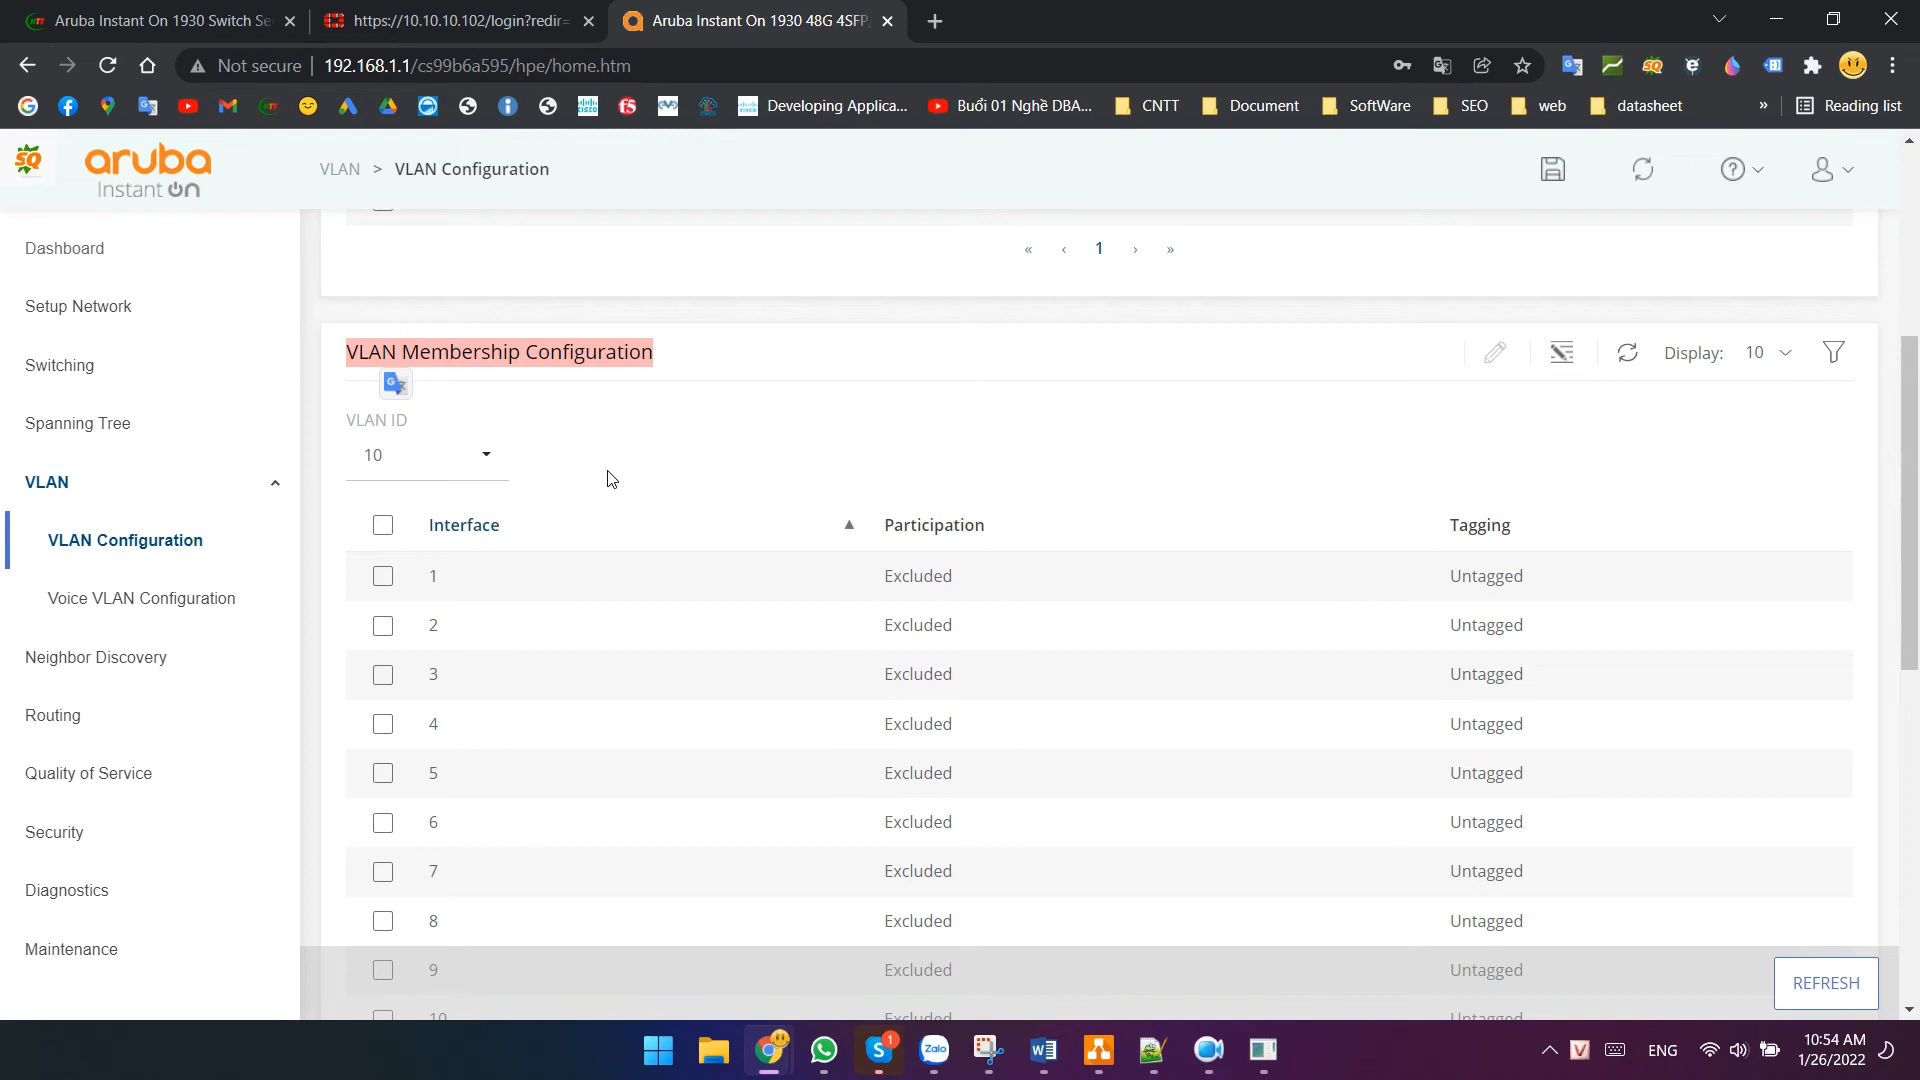 Aruba Instant On 1930 Switch Se
https://10.10.10.102/login?redir=
Aruba Instant On 1930 48G 4SFP
Not secure | 192.168.1.1/cs99b6a595/hpe/home.htm
Developing Applica... Buổi 01 Nghề DBA... CNTT Document SoftWare SEO web datasheet » Reading list
SQ aruba
Instant ON
VLAN > VLAN Configuration
Dashboard
Setup Network
Switching
Spanning Tree
VLAN
VLAN Configuration
Voice VLAN Configuration
Neighbor Discovery
Routing
Quality of Service
Security
Diagnostics
Maintenance
« ‹ 1 › »
VLAN Membership Configuration
Display: 10
VLAN ID
10
Interface Participation Tagging
1 Excluded Untagged
2 Excluded Untagged
3 Excluded Untagged
4 Excluded Untagged
5 Excluded Untagged
6 Excluded Untagged
7 Excluded Untagged
8 Excluded Untagged
9 Excluded Untagged
10 Excluded Untagged
REFRESH
ENG
10:54 AM
1/26/2022